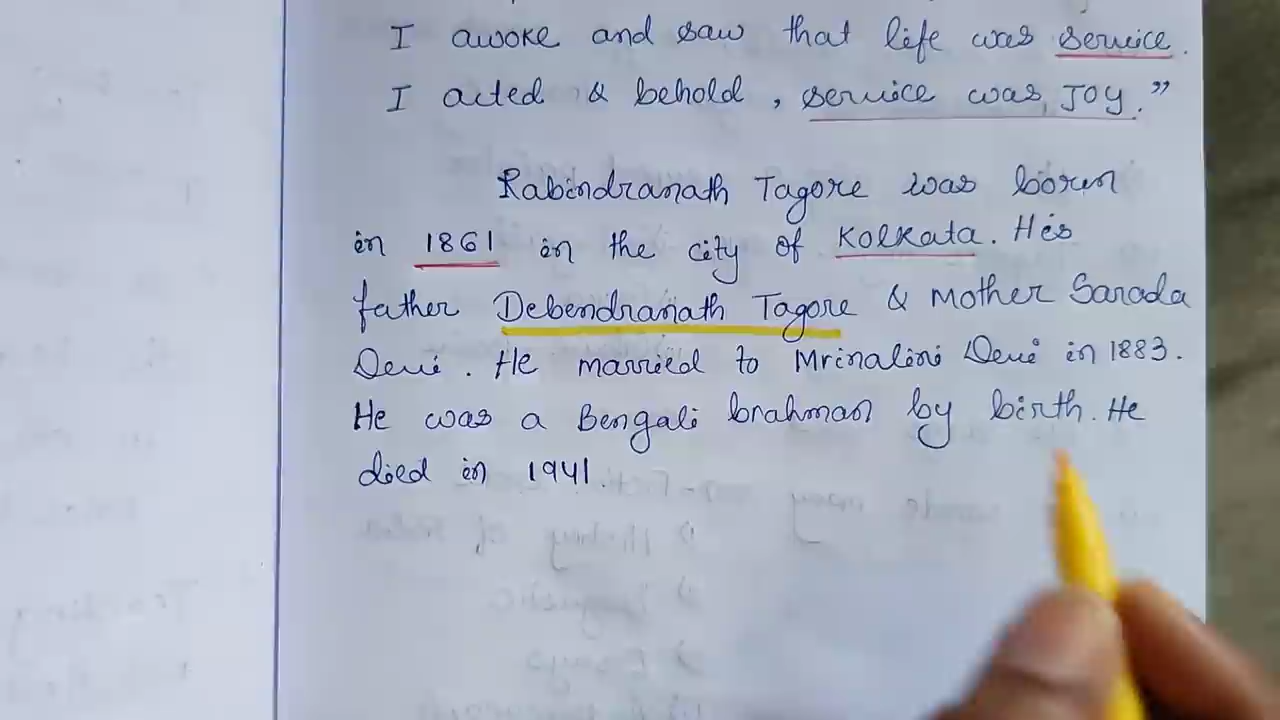 I awoke and saw that life was service.
I acted & behold, service was JOY."
Rabindranath Tagore was born
in 1861 in the city of Kolkata. His
father Debendranath Tagore & Mother Sarada
Devi. He married to Mrinalini Devi in 1883.
He was a Bengali brahman by birth. He
died in 1941.